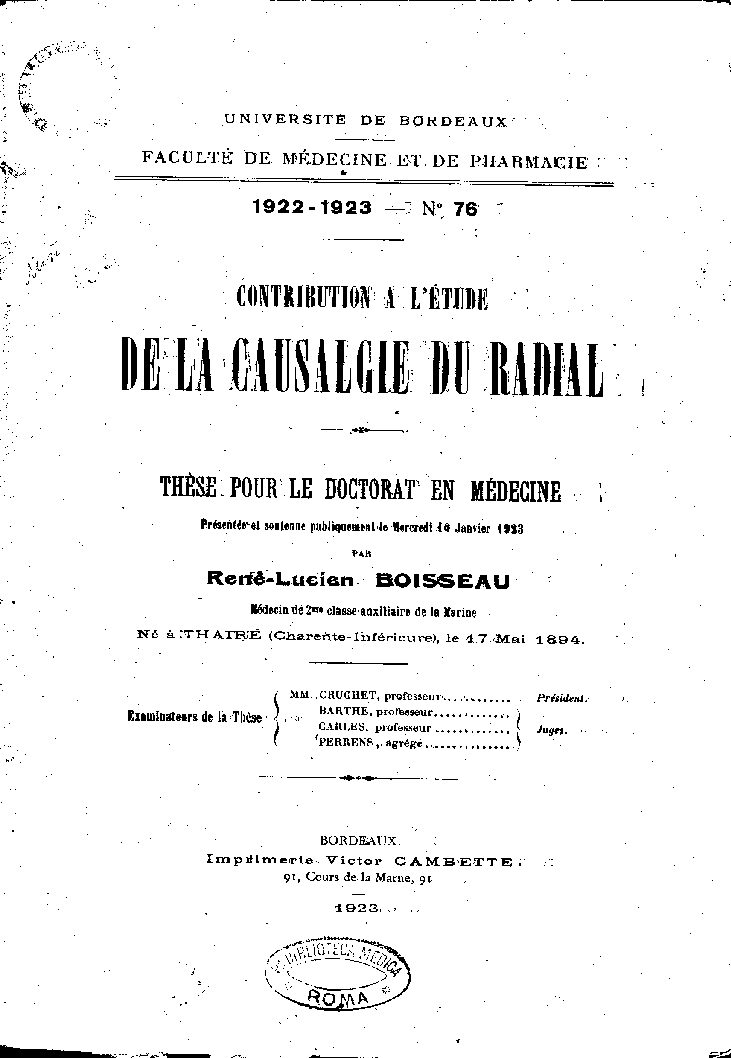 UNIVERSITÉ DE BORDEAUX
FACULTÉ DE MÉDECINE ET DE PHARMACIE
1922-1923 — N° 76
CONTRIBUTION A L'ÉTUDE
DE LA CAUSALGIE DU RADIAL
THÈSE POUR LE DOCTORAT EN MÉDECINE
Présentée et soutenue publiquement le Mercredi Janvier 1923
PAR
René-Lucien BOISSEAU
Médecin de 2me classe auxiliaire de la Marine
Né à THAIRÉ (Charente-Inférieure), le 17 Mai 1894.
Examinateurs de la Thèse
MM. CRUCHET, professeur........... Président.
BARTHE, professeur............
CARLES, professeur............. Juges.
PERRENS, agrégé..............
BORDEAUX
Imprimerie Victor CAMBETTE
91, Cours de la Marne, 91
1923
BIBLIOTECA MEDICA
ROMA